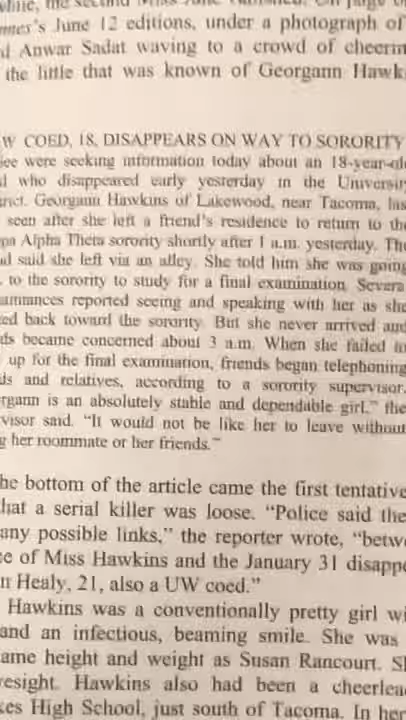 while, the second Miss June vanished. On page
's June 12 editions, under a photograph of
d Anwar Sadat waving to a crowd of cheerin
the little that was known of Georgann Hawk
W COED, 18, DISAPPEARS ON WAY TO SORORITY
ice were seeking information today about an 18-year-old
l who disappeared early yesterday in the University
trict. Georgann Hawkins of Lakewood, near Tacoma, las
seen after she left a friend's residence to return to the
pa Alpha Theta sorority shortly after 1 a.m. yesterday. The
nd said she left via an alley. She told him she was going
to the sorority to study for a final examination. Severa
uaintances reported seeing and speaking with her as she
ed back toward the sorority. But she never arrived and
ds became concerned about 3 a.m. When she failed to
up for the final examination, friends began telephoning
ds and relatives, according to a sorority supervisor.
rgann is an absolutely stable and dependable girl," the
visor said. "It would not be like her to leave without
g her roommate or her friends."
he bottom of the article came the first tentative
hat a serial killer was loose. "Police said the
any possible links," the reporter wrote, "betw
ce of Miss Hawkins and the January 31 disapp
n Healy, 21, also a UW coed."
Hawkins was a conventionally pretty girl wi
and an infectious, beaming smile. She was
ame height and weight as Susan Rancourt. S
resight. Hawkins also had been a cheerlea
kes High School, just south of Tacoma. In her